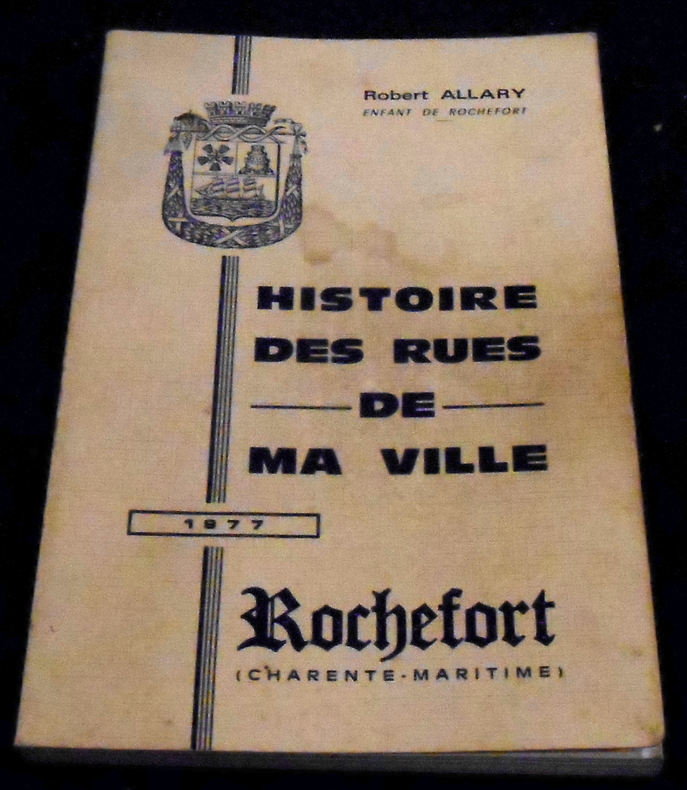 Robert ALLARY
ENFANT DE ROCHEFORT
HISTOIRE
DES RUES
DE
MA VILLE
1977
Rochefort
(CHARENTE-MARITIME)